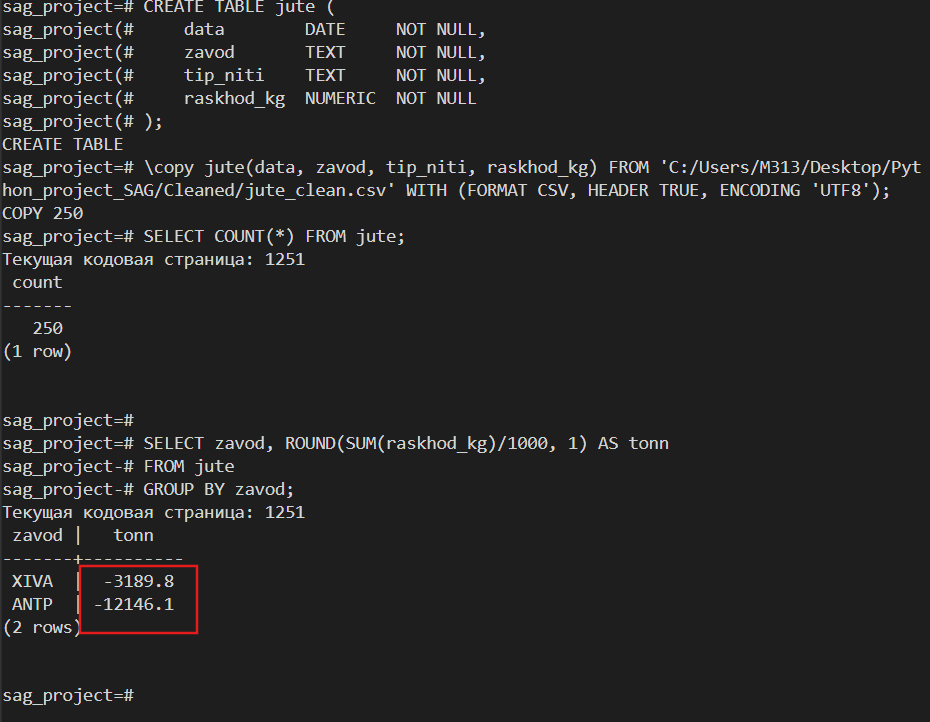 sag_project=# CREATE TABLE jute (
sag_project(#     data        DATE     NOT NULL,
sag_project(#     zavod       TEXT     NOT NULL,
sag_project(#     tip_niti    TEXT     NOT NULL,
sag_project(#     raskhod_kg  NUMERIC  NOT NULL
sag_project(# );
CREATE TABLE
sag_project=# \copy jute(data, zavod, tip_niti, raskhod_kg) FROM 'C:/Users/M313/Desktop/Pyt
hon_project_SAG/Cleaned/jute_clean.csv' WITH (FORMAT CSV, HEADER TRUE, ENCODING 'UTF8');
COPY 250
sag_project=# SELECT COUNT(*) FROM jute;
Текущая кодовая страница: 1251
 count
-------
   250
(1 row)
sag_project=#
sag_project=# SELECT zavod, ROUND(SUM(raskhod_kg)/1000, 1) AS tonn
sag_project-# FROM jute
sag_project-# GROUP BY zavod;
Текущая кодовая страница: 1251
 zavod |   tonn
-------+----------
 XIVA  |  -3189.8
 ANTP  | -12146.1
(2 rows)
sag_project=#